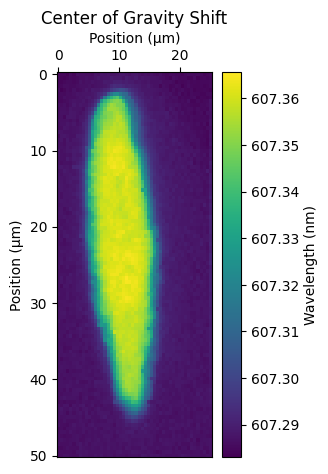 Center of Gravity Shift
Position (μm)
0 10 20
0
10
20
30
40
50
Position (μm)
607.36
607.35
607.34
607.33
607.32
607.31
607.30
607.29
Wavelength (nm)